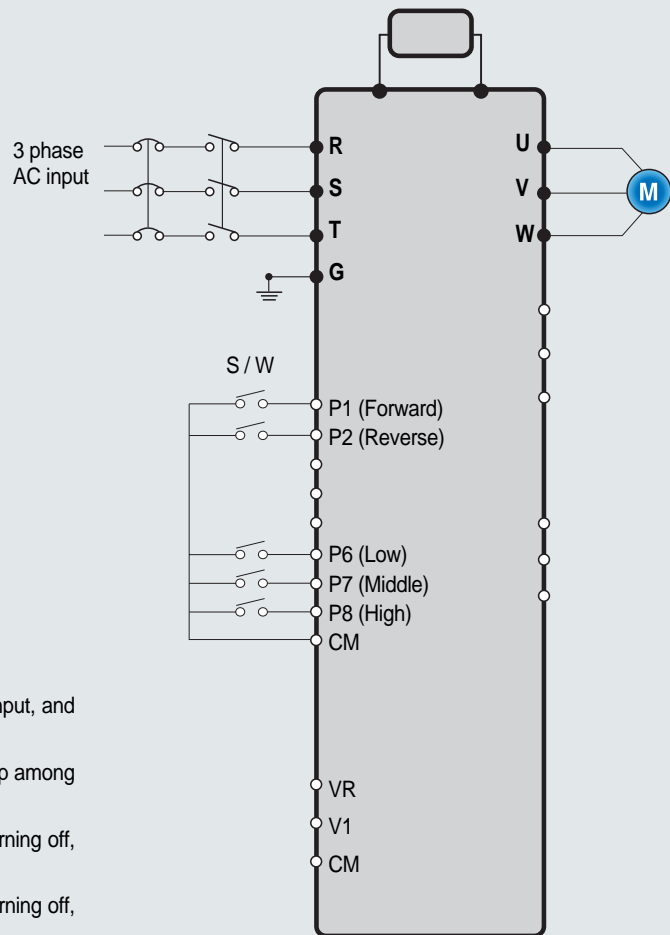 3 phase
AC input
R
S
T
G
U
V
W
M
S / W
P1 (Forward)
P2 (Reverse)
P6 (Low)
P7 (Middle)
P8 (High)
CM
VR
V1
CM
nput, and
p among
rning off,
rning off,